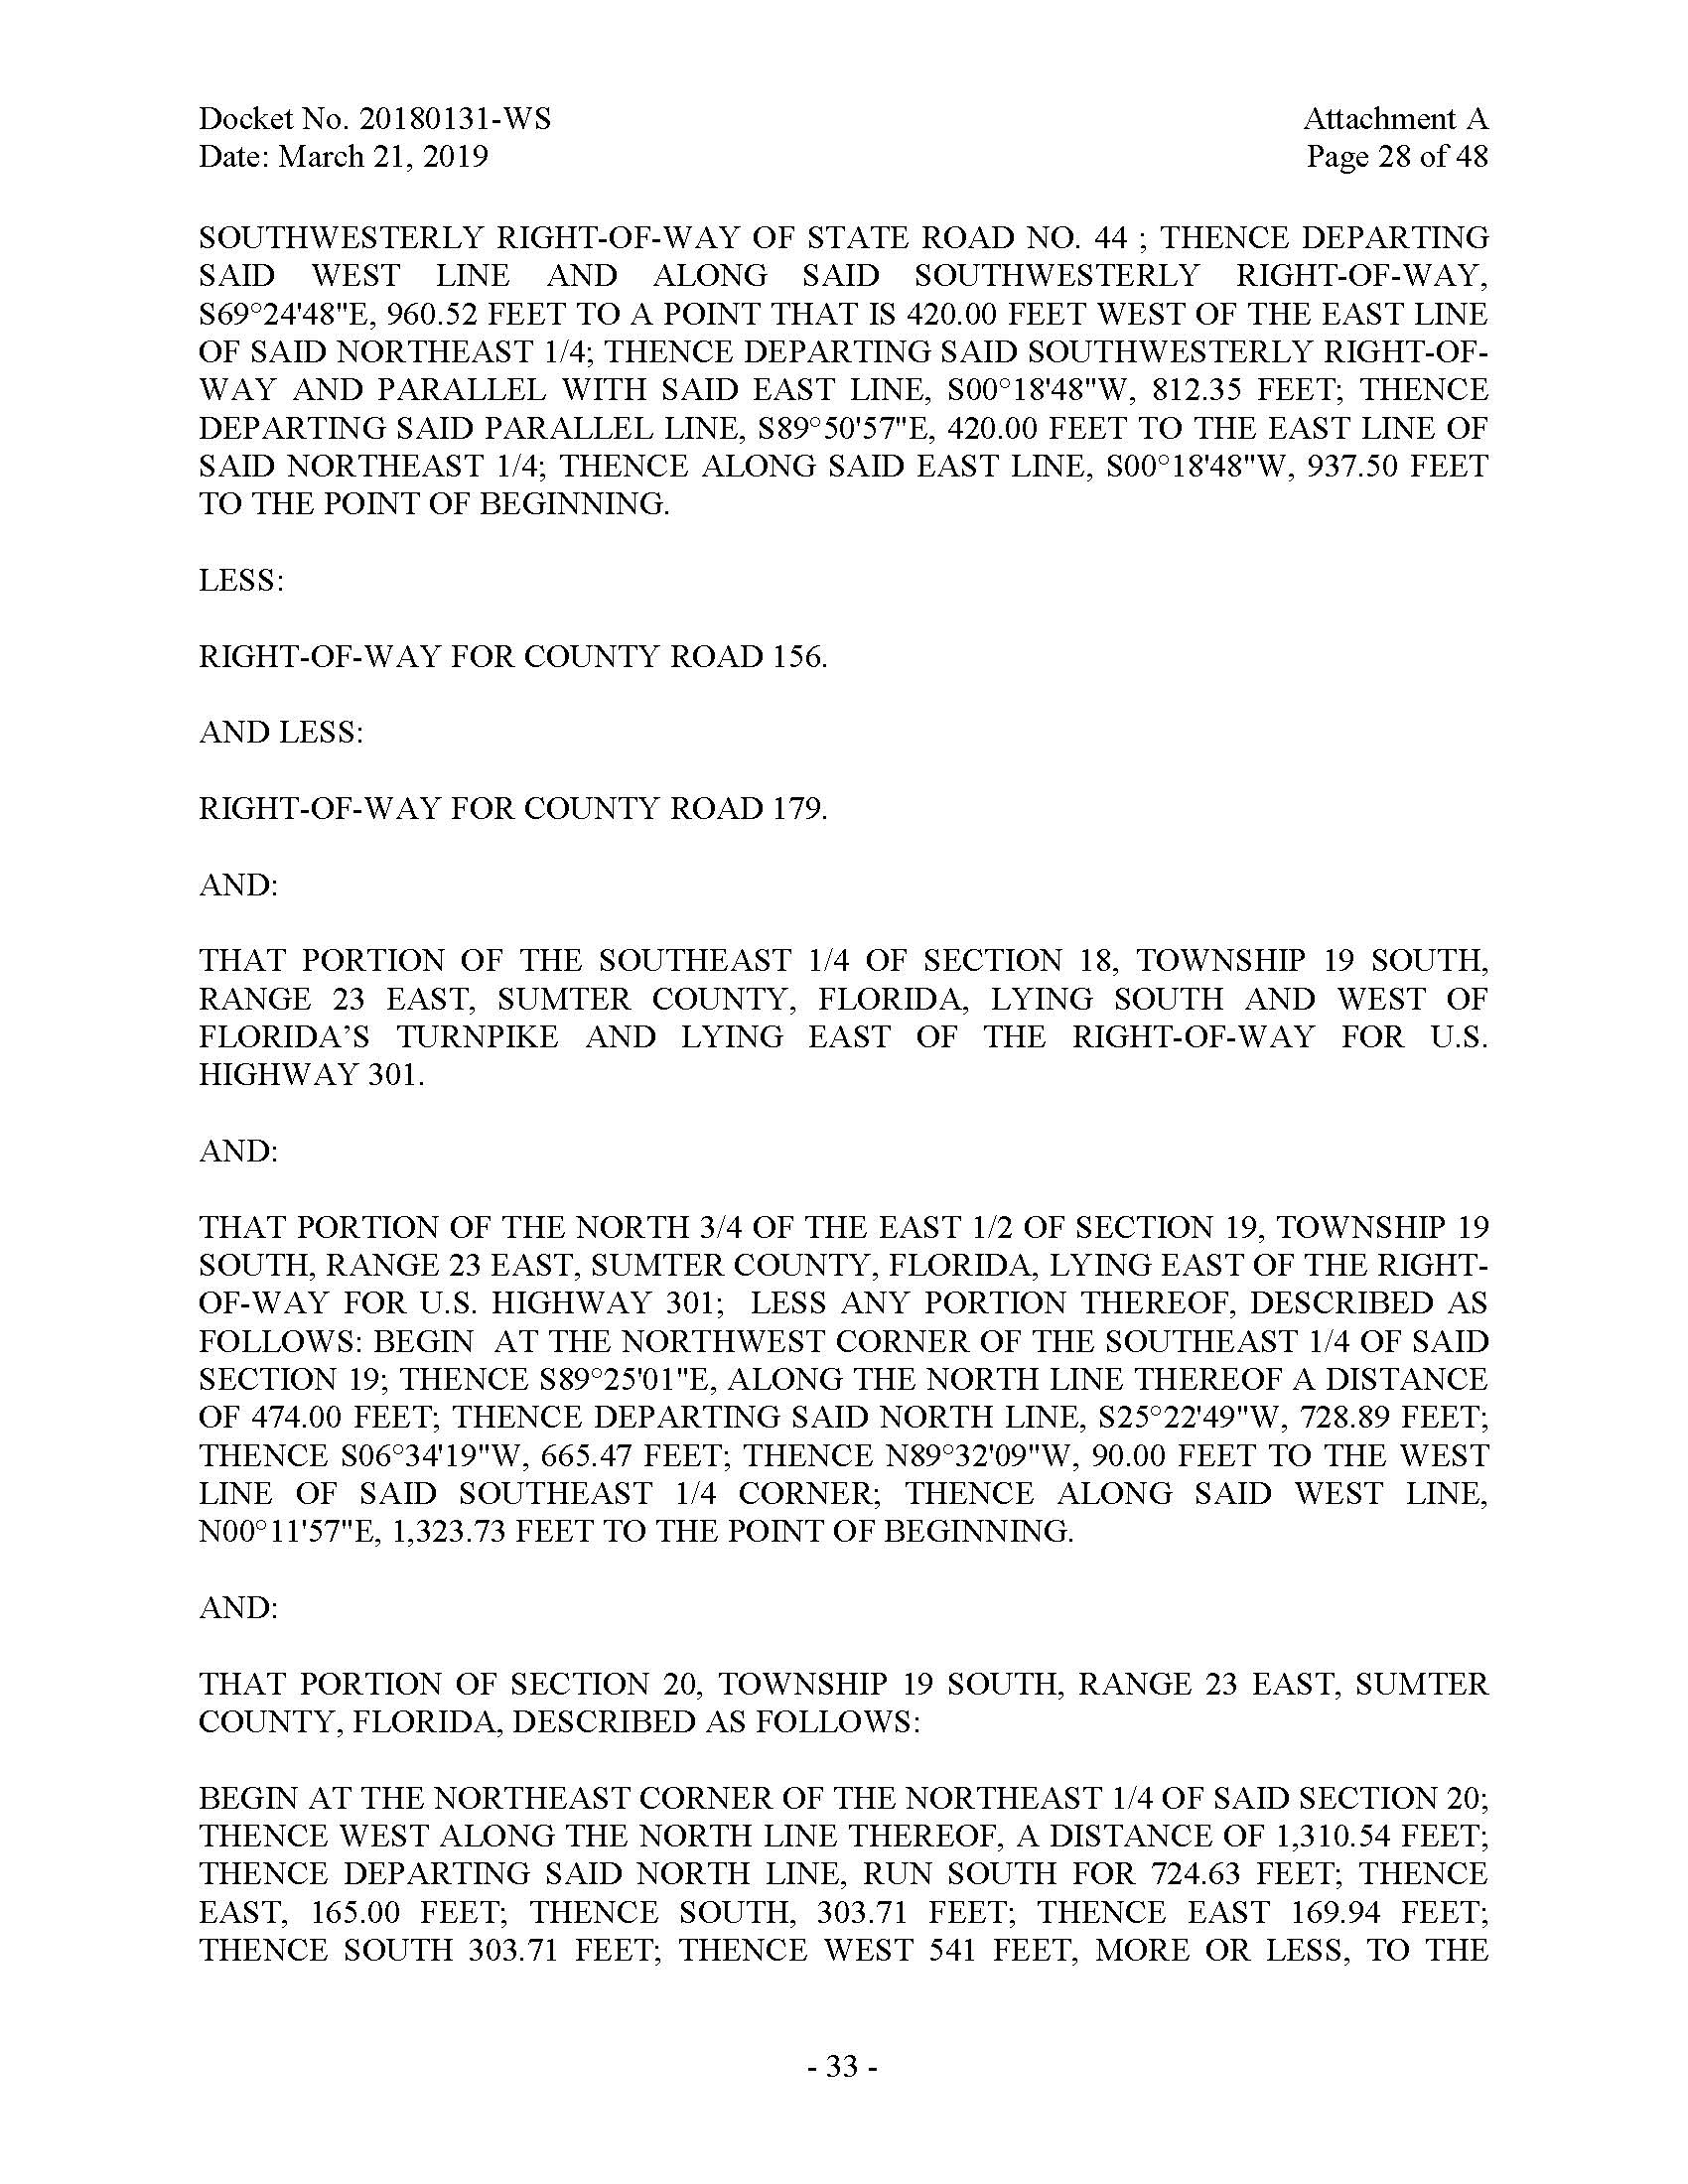 Docket No. 20180131-WS Attachment A
Date: March 21, 2019 Page 28 of 48
SOUTHWESTERLY RIGHT-OF-WAY OF STATE ROAD NO. 44 ; THENCE DEPARTING
SAID WEST LINE AND ALONG SAID SOUTHWESTERLY RIGHT-OF-WAY,
S69°24'48"E, 960.52 FEET TO A POINT THAT IS 420.00 FEET WEST OF THE EAST LINE
OF SAID NORTHEAST 1/4; THENCE DEPARTING SAID SOUTHWESTERLY RIGHT-OF-
WAY AND PARALLEL WITH SAID EAST LINE, S00°18'48"W, 812.35 FEET; THENCE
DEPARTING SAID PARALLEL LINE, S89°50'57"E, 420.00 FEET TO THE EAST LINE OF
SAID NORTHEAST 1/4; THENCE ALONG SAID EAST LINE, S00°18'48"W, 937.50 FEET
TO THE POINT OF BEGINNING.
LESS:
RIGHT-OF-WAY FOR COUNTY ROAD 156.
AND LESS:
RIGHT-OF-WAY FOR COUNTY ROAD 179.
AND:
THAT PORTION OF THE SOUTHEAST 1/4 OF SECTION 18, TOWNSHIP 19 SOUTH,
RANGE 23 EAST, SUMTER COUNTY, FLORIDA, LYING SOUTH AND WEST OF
FLORIDA’S TURNPIKE AND LYING EAST OF THE RIGHT-OF-WAY FOR U.S.
HIGHWAY 301.
AND:
THAT PORTION OF THE NORTH 3/4 OF THE EAST 1/2 OF SECTION 19, TOWNSHIP 19
SOUTH, RANGE 23 EAST, SUMTER COUNTY, FLORIDA, LYING EAST OF THE RIGHT-
OF-WAY FOR U.S. HIGHWAY 301; LESS ANY PORTION THEREOF, DESCRIBED AS
FOLLOWS: BEGIN AT THE NORTHWEST CORNER OF THE SOUTHEAST 1/4 OF SAID
SECTION 19; THENCE S89°25'01"E, ALONG THE NORTH LINE THEREOF A DISTANCE
OF 474.00 FEET; THENCE DEPARTING SAID NORTH LINE, S25°22'49"W, 728.89 FEET;
THENCE S06°34'19"W, 665.47 FEET; THENCE N89°32'09"W, 90.00 FEET TO THE WEST
LINE OF SAID SOUTHEAST 1/4 CORNER; THENCE ALONG SAID WEST LINE,
N00°11'57"E, 1,323.73 FEET TO THE POINT OF BEGINNING.
AND:
THAT PORTION OF SECTION 20, TOWNSHIP 19 SOUTH, RANGE 23 EAST, SUMTER
COUNTY, FLORIDA, DESCRIBED AS FOLLOWS:
BEGIN AT THE NORTHEAST CORNER OF THE NORTHEAST 1/4 OF SAID SECTION 20;
THENCE WEST ALONG THE NORTH LINE THEREOF, A DISTANCE OF 1,310.54 FEET;
THENCE DEPARTING SAID NORTH LINE, RUN SOUTH FOR 724.63 FEET; THENCE
EAST, 165.00 FEET; THENCE SOUTH, 303.71 FEET; THENCE EAST 169.94 FEET;
THENCE SOUTH 303.71 FEET; THENCE WEST 541 FEET, MORE OR LESS, TO THE
- 33 -